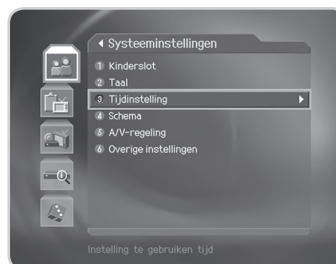 Systeeminstellingen
1 Kinderslot
2 Taal
3 Tijdinstelling
4 Schema
5 A/V-regeling
6 Overige instellingen
Instelling te gebruiken tijd